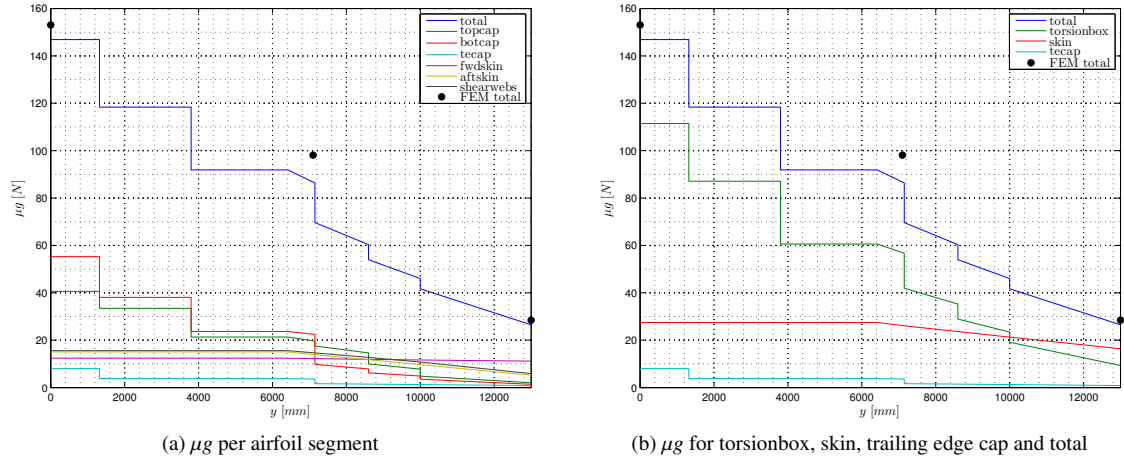 160
140
120
100
80
60
40
20
0
μg [N]
0
2000
4000
6000
8000
10000
12000
y [mm]
total
topcap
botcap
tecap
fwdskin
aftskin
shearwebs
FEM total
(a) μg per airfoil segment
160
140
120
100
80
60
40
20
0
μg [N]
0
2000
4000
6000
8000
10000
12000
y [mm]
total
torsionbox
skin
tecap
FEM total
(b) μg for torsionbox, skin, trailing edge cap and total